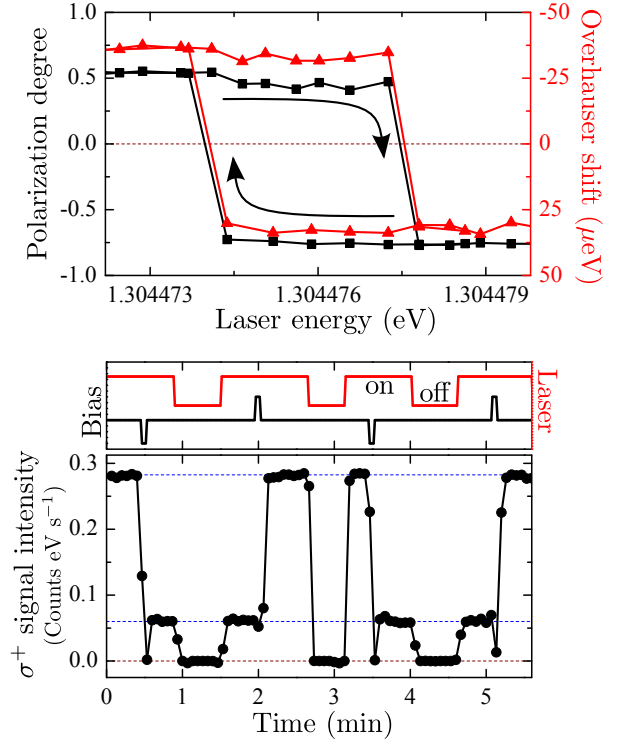 Polarization degree
1.0
0.5
0.0
-0.5
-1.0
-50
-25
0
25
50
Overhauser shift (μeV)
1.304473
1.304476
1.304479
Laser energy (eV)
Bias
on
off
Laser
σ+ signal intensity
(Counts eV s−1)
0.3
0.2
0.1
0.0
0
1
2
3
4
5
Time (min)